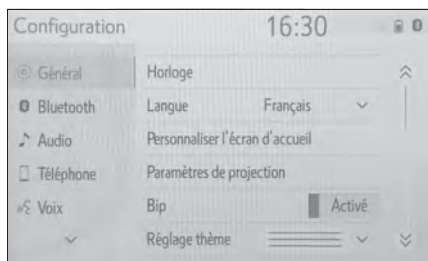 Configuration 16:30
Général
Bluetooth
Audio
Téléphone
Voix
Horloge
Langue Français
Personnaliser l'écran d'accueil
Paramètres de projection
Bip Activé
Réglage thème